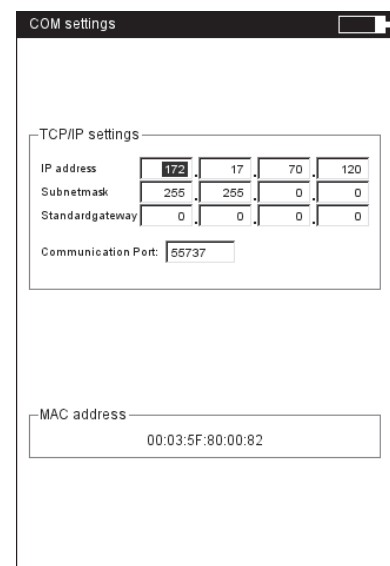 COM settings
TCP/IP settings
IP address 172 . 17 . 70 . 120
Subnetmask 255 . 255 . 0 . 0
Standardgateway 0 . 0 . 0 . 0
Communication Port: 55737
MAC address
00:03:5F:80:00:82